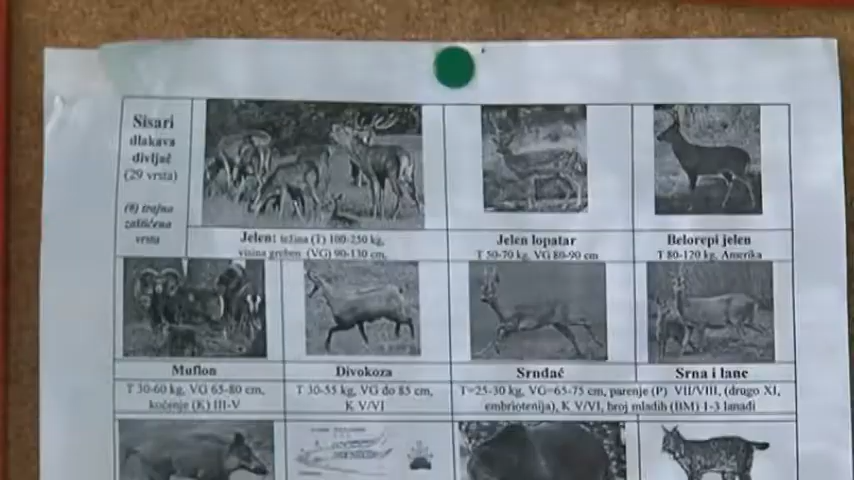 Sisari
dlakava
divljač
(29 vrsta)
(8) trajno
zaštićena
vrsta
Jelen: težina (T) 100-250 kg,
visina greben (VG) 90-130 cm,
Jelen lopatar
T 50-70 kg, VG 80-90 cm
Belorepi jelen
T 80-120 kg, Amerika
Muflon
T 30-60 kg, VG 65-80 cm,
kočenje (K) III-V
Divokoza
T 30-55 kg, VG do 85 cm,
K V/VI
Srndać
Srna i lane
T=25-30 kg, VG=65-75 cm, parenje (P) VII/VIII, (drugo XI,
embriotenija), K V/VI, broj mladih (BM) 1-3 lanadi